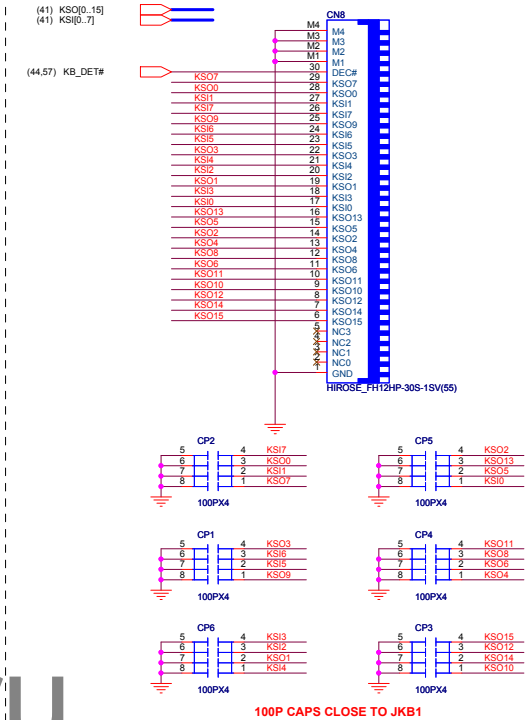 (41) KSO[0..15]
(41) KSI[0..7]
(44,57) KB_DET#
CN8
M4 M4
M3 M3
M2 M2
M1 M1
30 DEC#
KSO7 29 KSO7
KSO0 28 KSO0
KSI1 27 KSI1
KSI7 26 KSI7
KSO9 25 KSO9
KSI6 24 KSI6
KSI5 23 KSI5
KSO3 22 KSO3
KSI4 21 KSI4
KSI2 20 KSI2
KSO1 19 KSO1
KSI3 18 KSI3
KSI0 17 KSI0
KSO13 16 KSO13
KSO5 15 KSO5
KSO2 14 KSO2
KSO4 13 KSO4
KSO8 12 KSO8
KSO6 11 KSO6
KSO11 10 KSO11
KSO10 9 KSO10
KSO12 8 KSO12
KSO14 7 KSO14
KSO15 6 KSO15
5 NC3
4 NC2
3 NC1
2 NC0
1 GND
HIROSE_FH12HP-30S-1SV(55)
CP2
5 4 KSI7
6 3 KSO0
7 2 KSI1
8 1 KSO7
100PX4
CP5
5 4 KSO2
6 3 KSO13
7 2 KSO5
8 1 KSI0
100PX4
CP1
5 4 KSO3
6 3 KSI6
7 2 KSI5
8 1 KSO9
100PX4
CP4
5 4 KSO11
6 3 KSO8
7 2 KSO6
8 1 KSO4
100PX4
CP6
5 4 KSI3
6 3 KSI2
7 2 KSO1
8 1 KSI4
100PX4
CP3
5 4 KSO15
6 3 KSO12
7 2 KSO14
8 1 KSO10
100PX4
100P CAPS CLOSE TO JKB1